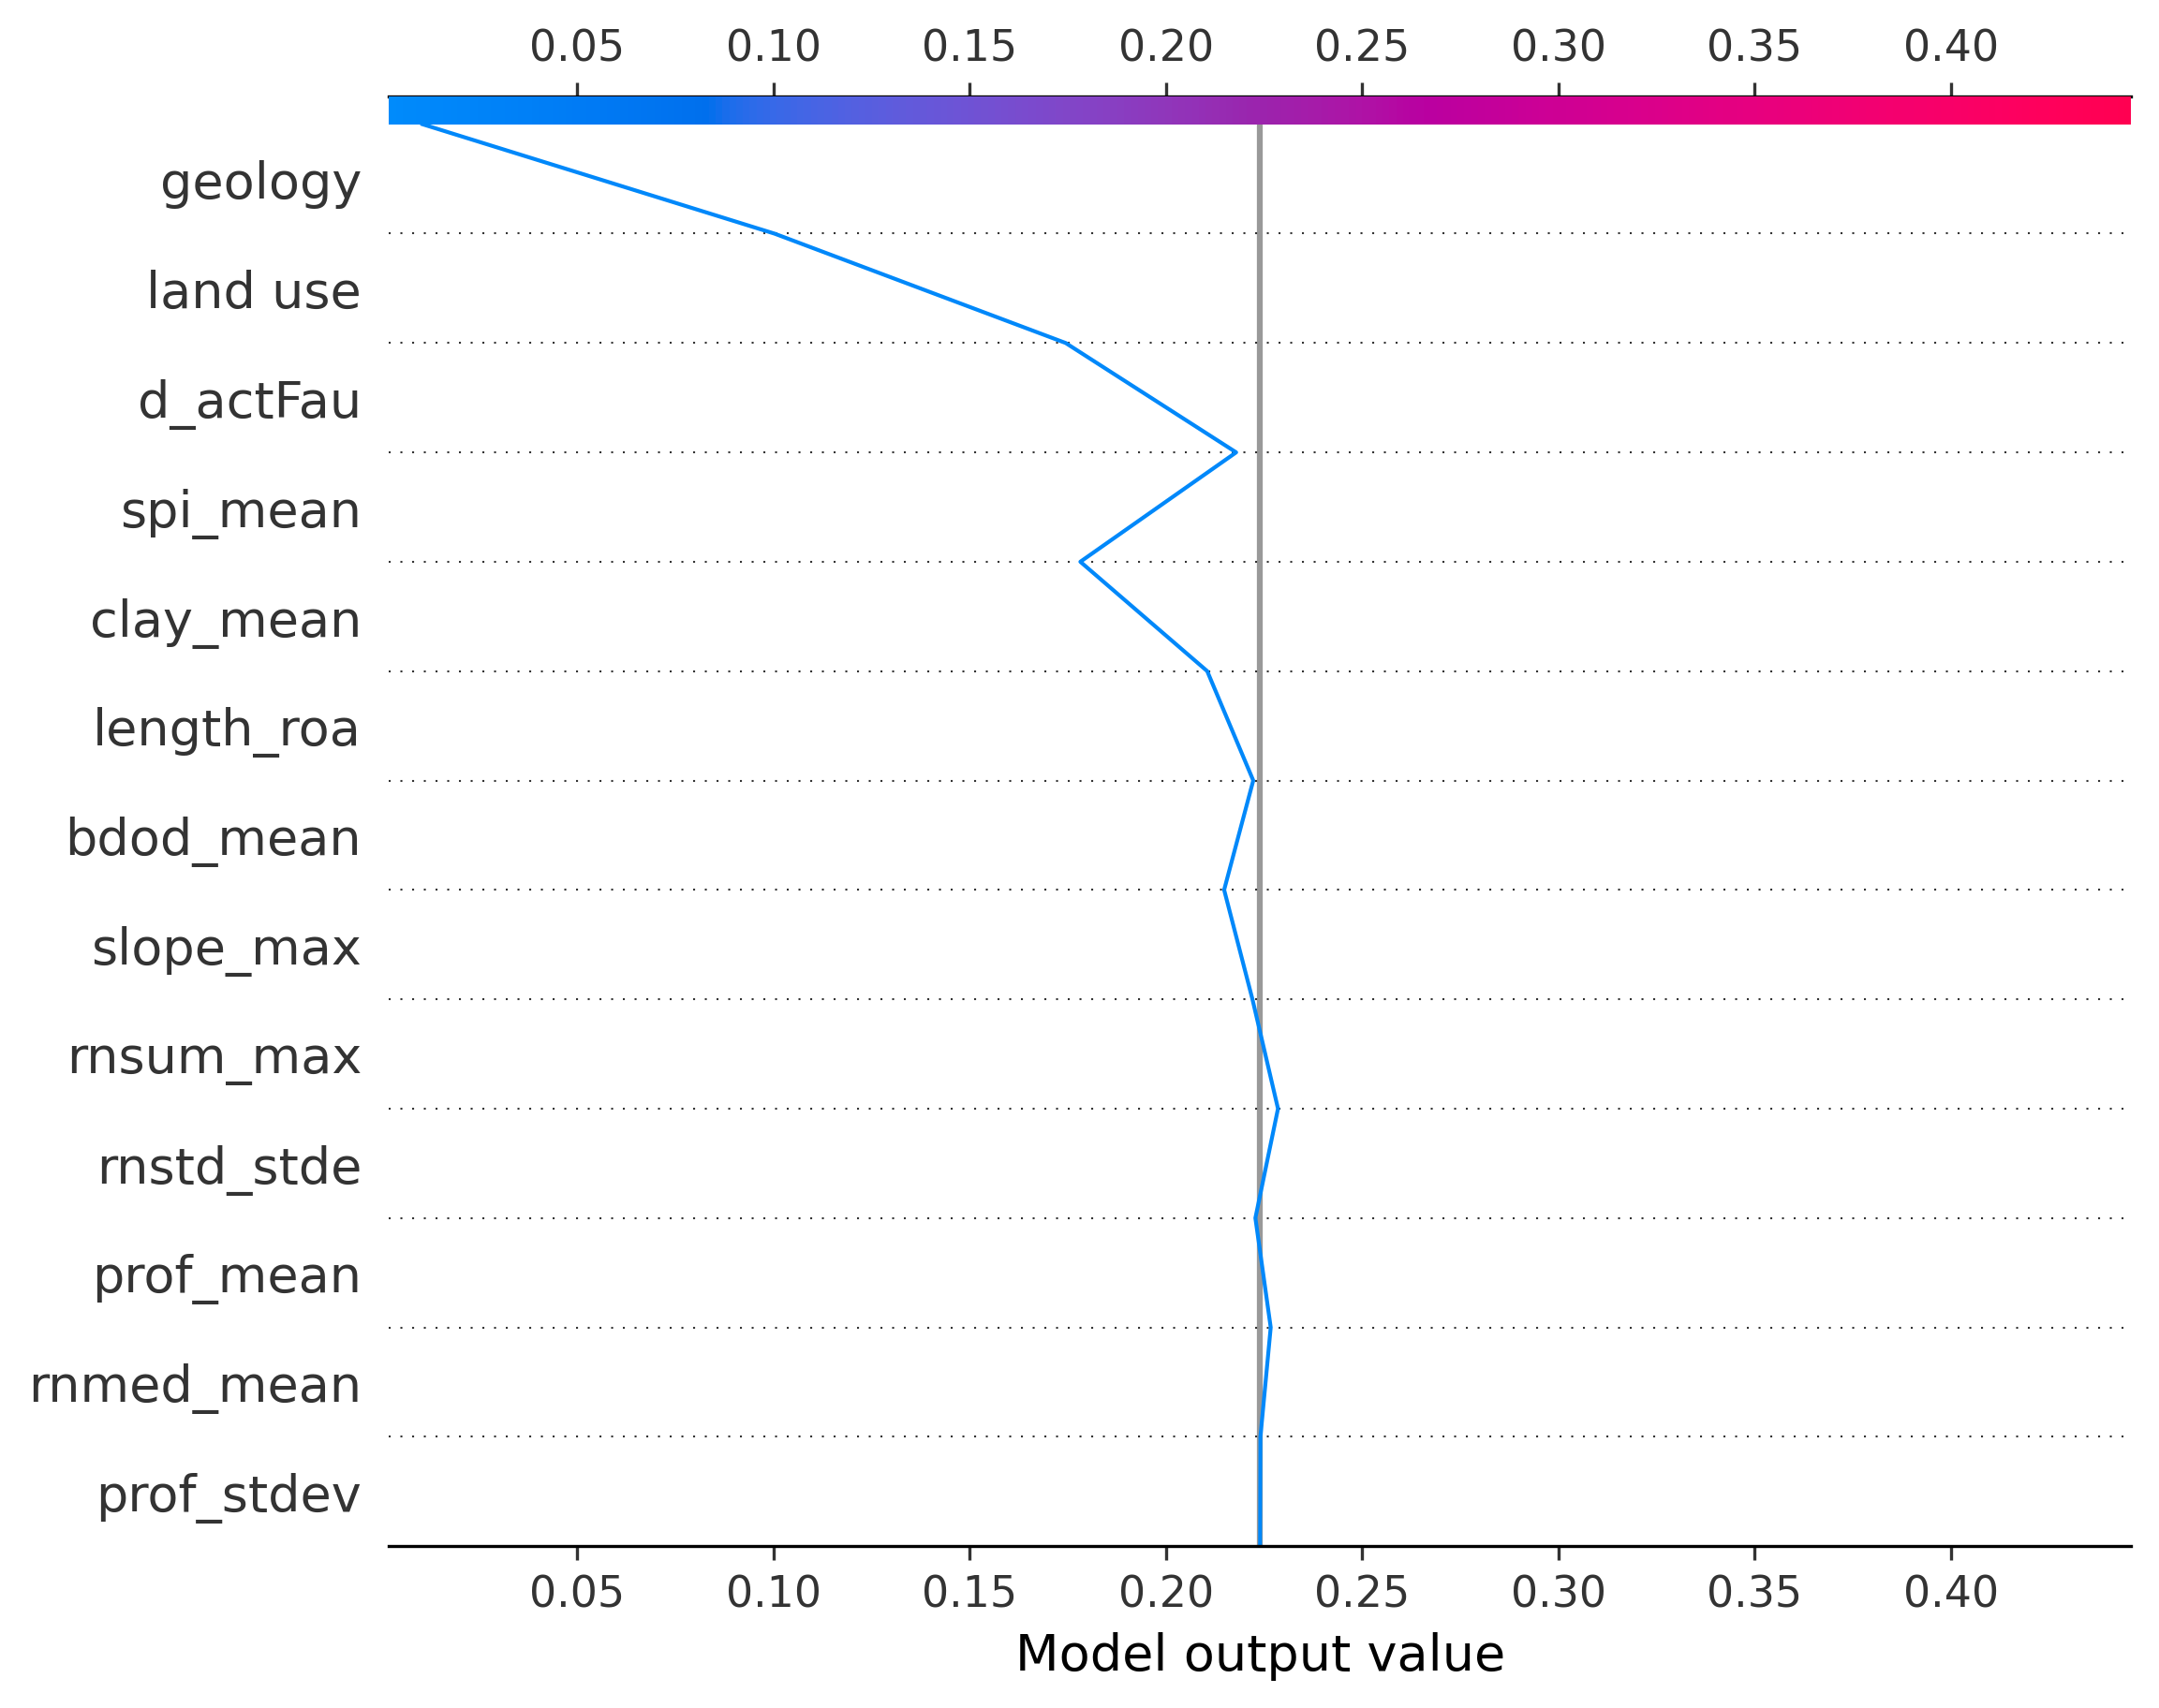 0.05 0.10 0.15 0.20 0.25 0.30 0.35 0.40
geology
land use
d_actFau
spi_mean
clay_mean
length_roa
bdod_mean
slope_max
rnsum_max
rnstd_stde
prof_mean
rnmed_mean
prof_stdev
0.05 0.10 0.15 0.20 0.25 0.30 0.35 0.40
Model output value